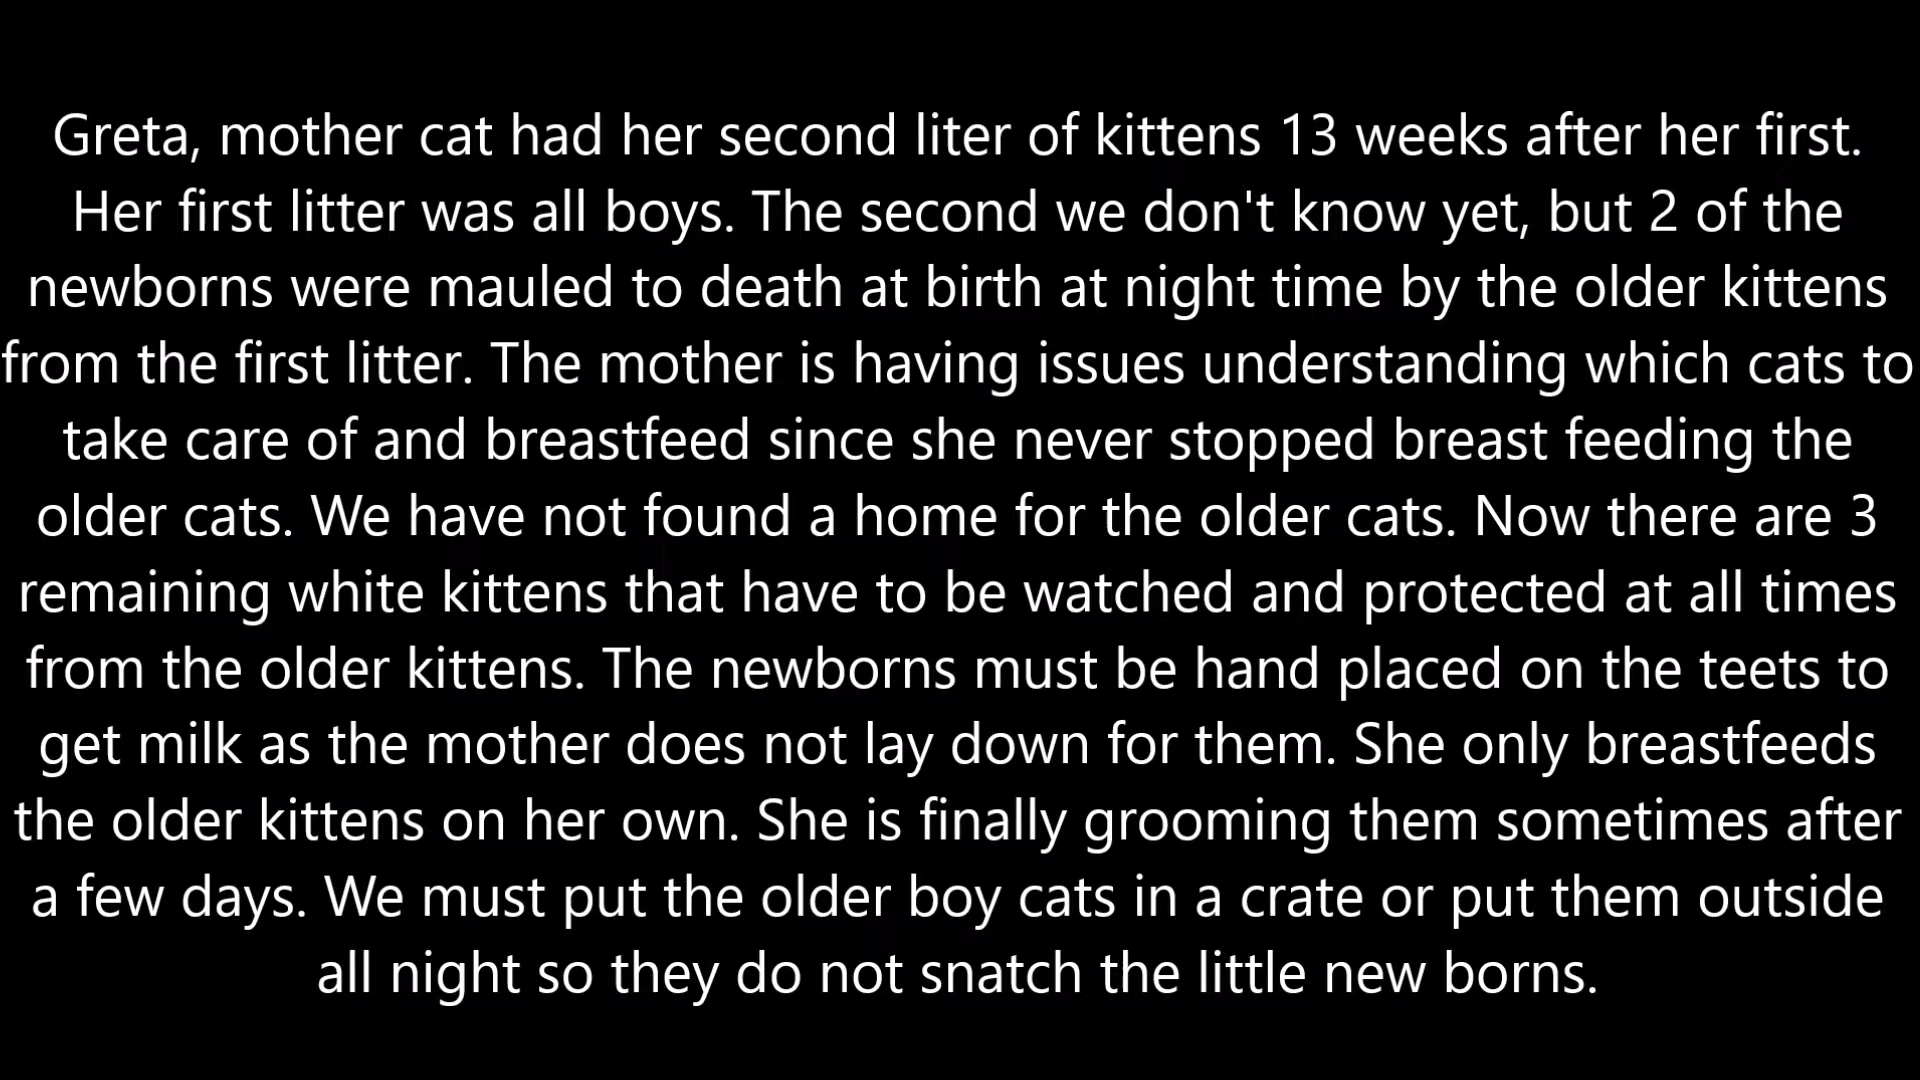 Greta, mother cat had her second liter of kittens 13 weeks after her first.
Her first litter was all boys. The second we don't know yet, but 2 of the
newborns were mauled to death at birth at night time by the older kittens
from the first litter. The mother is having issues understanding which cats to
take care of and breastfeed since she never stopped breast feeding the
older cats. We have not found a home for the older cats. Now there are 3
remaining white kittens that have to be watched and protected at all times
from the older kittens. The newborns must be hand placed on the teets to
get milk as the mother does not lay down for them. She only breastfeeds
the older kittens on her own. She is finally grooming them sometimes after
a few days. We must put the older boy cats in a crate or put them outside
all night so they do not snatch the little new borns.